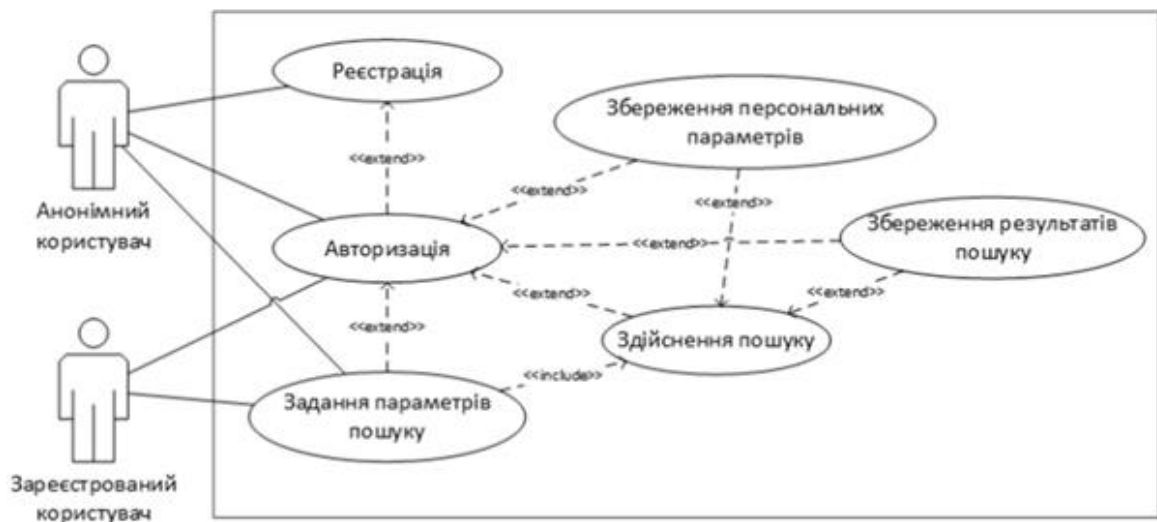 Реєстрація
Збереження персональних
параметрів
<<extend>>
<<extend>>
<<extend>>
Анонімний
користувач
Авторизація
<<extend>>
Збереження результатів
пошуку
<<extend>>
<<extend>>
<<extend>>
Здійснення пошуку
<<include>>
Задання параметрів
пошуку
Зареєстрований
користувач